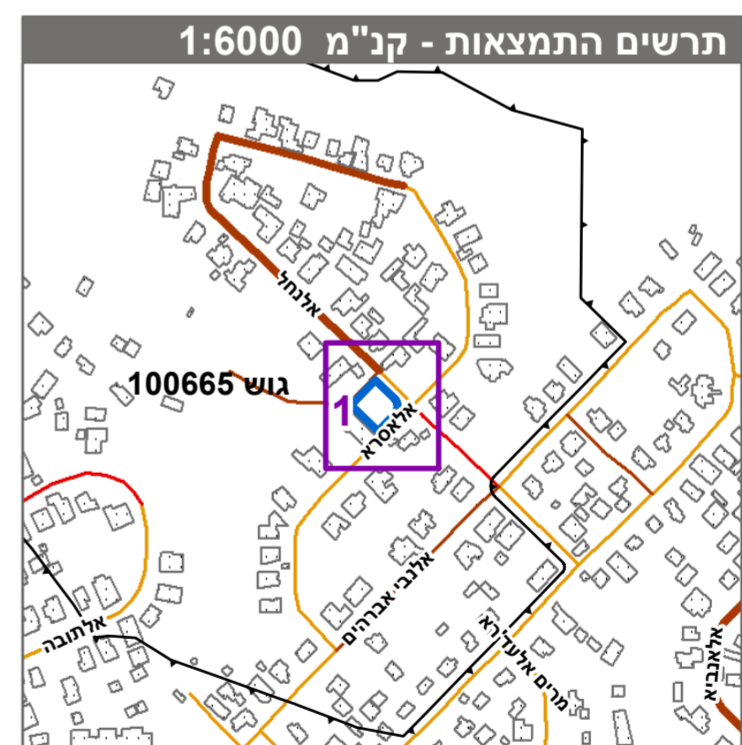 תרשים התמצאות - קנ"מ 1:6000
אלנחל
גוש 100665
1
אלאסרא
אלנבי אברהים
אלתובה
מרים אלעד'רא
אלאנביא